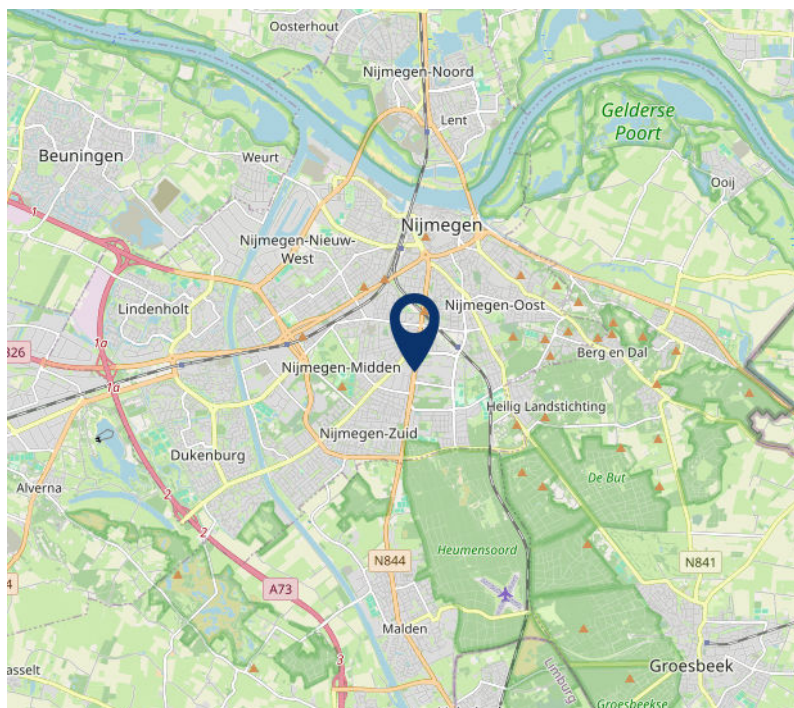 Oosterhout
Nijmegen-Noord
Lent
Gelderse
Poort
Beuningen
Weurt
Ooij
1
Nijmegen
Nijmegen-Nieuw-
West
Lindenholt
Nijmegen-Oost
1a
326
Berg en Dal
Nijmegen-Midden
1a
Heilig Landstichting
Nijmegen-Zuid
Dukenburg
De But
Alverna
2
2
Heumensoord
N844
N841
4
A73
Malden
3
asselt
Limburg
Groesbeek
Groesbeekse